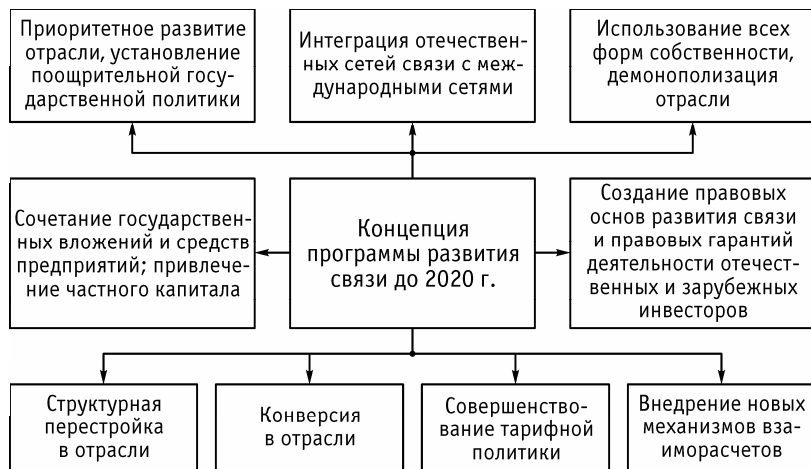 Приоритетное развитие
отрасли, установление
поощрительной госу-
дарственной политики
Интеграция отечествен-
ных сетей связи с меж-
дународными сетями
Использование всех
форм собственности,
демонополизация
отрасли
Сочетание государствен-
ных вложений и средств
предприятий; привлече-
ние частного капитала
Концепция
программы развития
связи до 2020 г.
Создание правовых
основ развития связи
и правовых гарантий
деятельности отечест-
венных и зарубежных
инвесторов
Структурная
перестройка
в отрасли
Конверсия
в отрасли
Совершенство-
вание тарифной
политики
Внедрение новых
механизмов вза-
иморасчетов